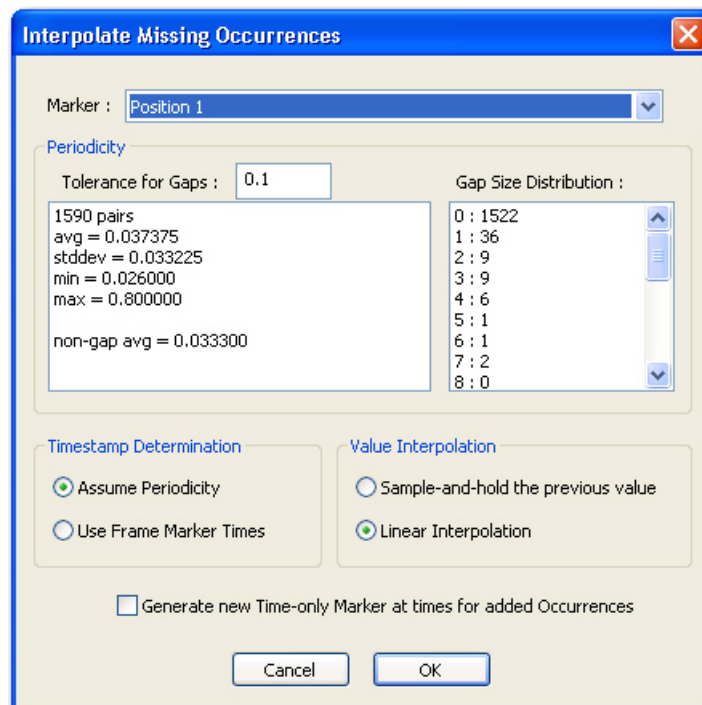 Interpolate Missing Occurrences
Marker : Position 1
Periodicity
Tolerance for Gaps : 0.1
1590 pairs
avg = 0.037375
stddev = 0.033225
min = 0.026000
max = 0.800000
non-gap avg = 0.033300
Gap Size Distribution :
0 : 1522
1 : 36
2 : 9
3 : 9
4 : 6
5 : 1
6 : 1
7 : 2
8 : 0
Timestamp Determination
Assume Periodicity
Use Frame Marker Times
Value Interpolation
Sample-and-hold the previous value
Linear Interpolation
Generate new Time-only Marker at times for added Occurrences
Cancel
OK